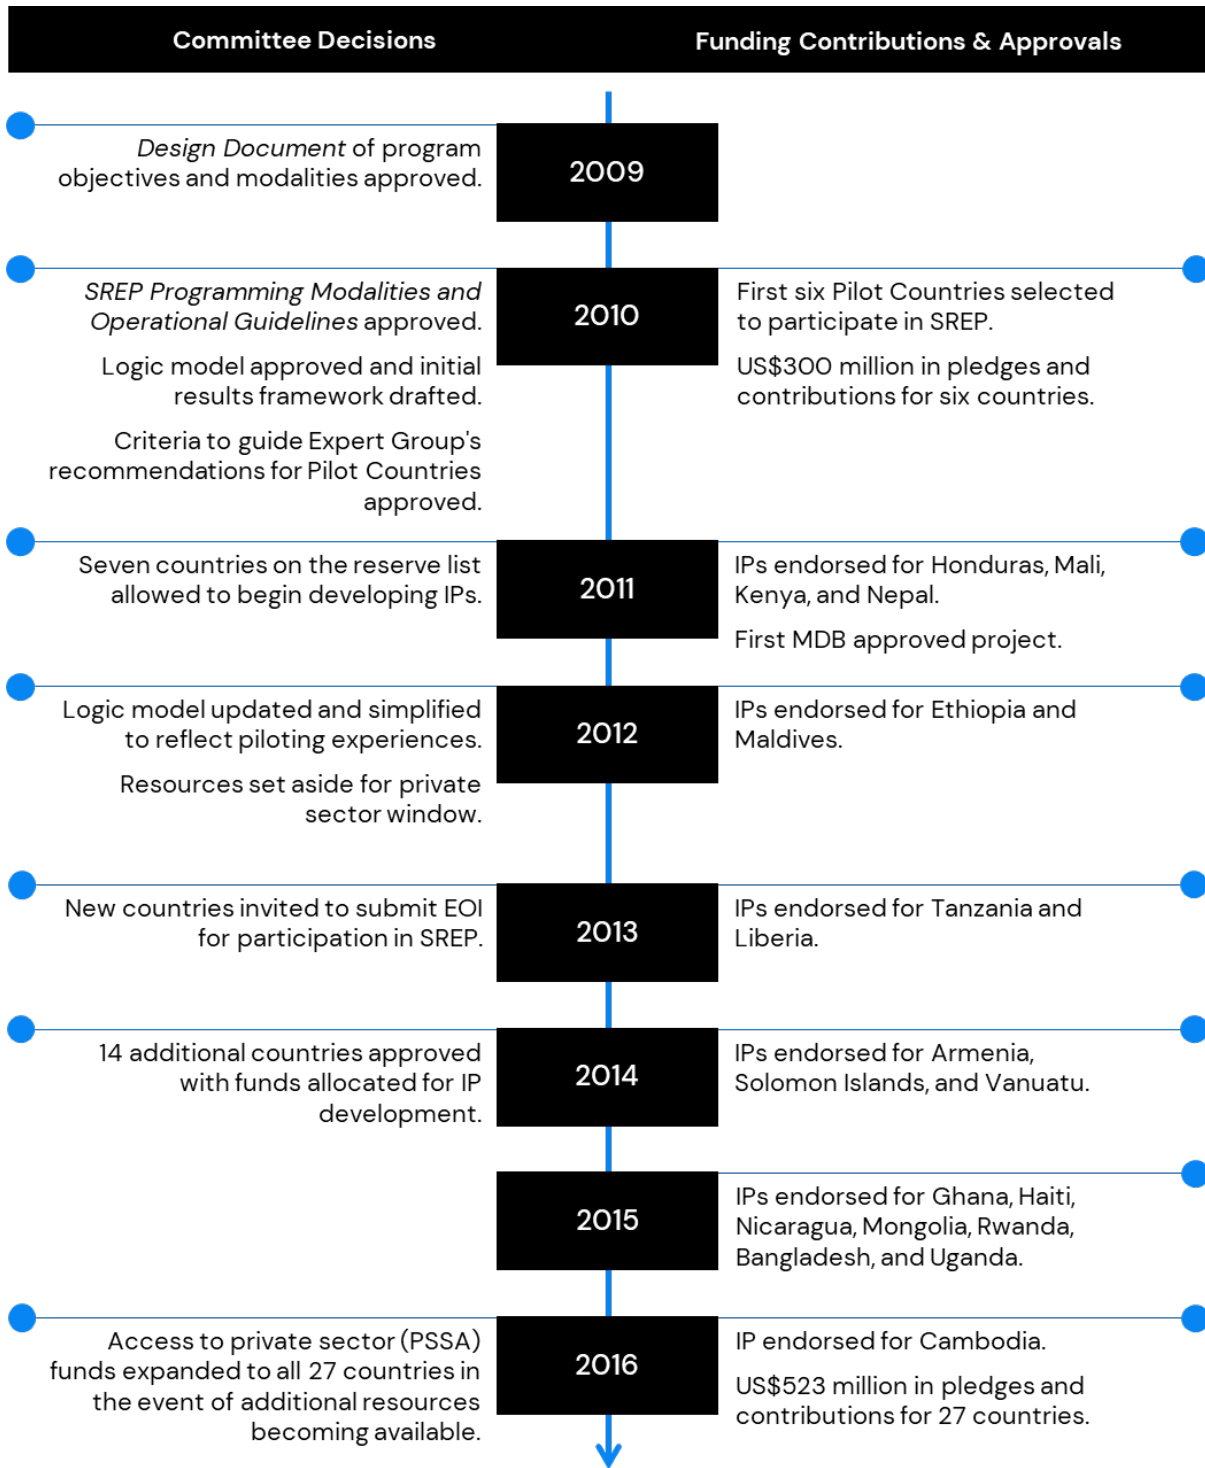 Committee Decisions
Funding Contributions & Approvals
2009
Design Document of program
objectives and modalities approved.
2010
SREP Programming Modalities and
Operational Guidelines approved.
Logic model approved and initial
results framework drafted.
Criteria to guide Expert Group's
recommendations for Pilot Countries
approved.
First six Pilot Countries selected
to participate in SREP.
US$300 million in pledges and
contributions for six countries.
2011
Seven countries on the reserve list
allowed to begin developing IPs.
IPs endorsed for Honduras, Mali,
Kenya, and Nepal.
First MDB approved project.
2012
Logic model updated and simplified
to reflect piloting experiences.
Resources set aside for private
sector window.
IPs endorsed for Ethiopia and
Maldives.
2013
New countries invited to submit EOI
for participation in SREP.
IPs endorsed for Tanzania and
Liberia.
2014
14 additional countries approved
with funds allocated for IP
development.
IPs endorsed for Armenia,
Solomon Islands, and Vanuatu.
2015
IPs endorsed for Ghana, Haiti,
Nicaragua, Mongolia, Rwanda,
Bangladesh, and Uganda.
2016
Access to private sector (PSSA)
funds expanded to all 27 countries in
the event of additional resources
becoming available.
IP endorsed for Cambodia.
US$523 million in pledges and
contributions for 27 countries.